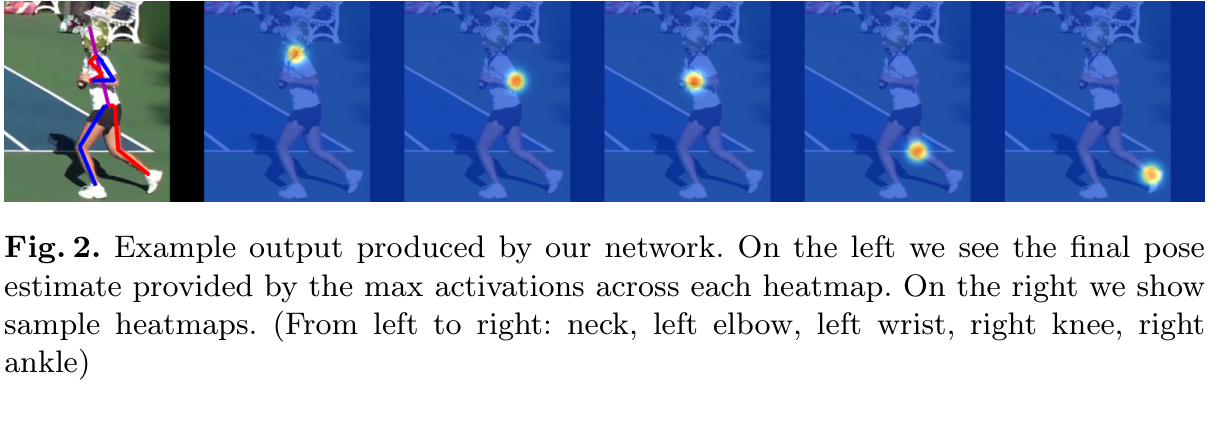 Fig. 2. Example output produced by our network. On the left we see the final pose
estimate provided by the max activations across each heatmap. On the right we show
sample heatmaps. (From left to right: neck, left elbow, left wrist, right knee, right
ankle)